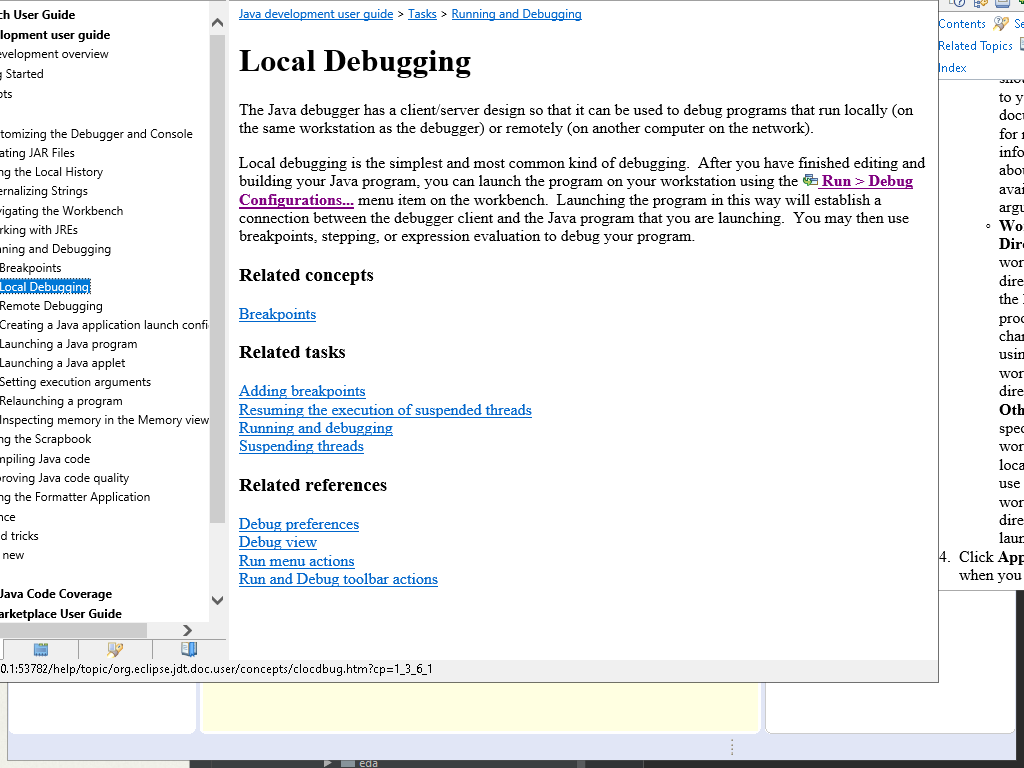 ch User Guide
lopment user guide
evelopment overview
g Started
pts
tomizing the Debugger and Console
ating JAR Files
ng the Local History
ernalizing Strings
vigating the Workbench
rking with JREs
nning and Debugging
Breakpoints
Local Debugging
Remote Debugging
Creating a Java application launch confi
Launching a Java program
Launching a Java applet
Setting execution arguments
Relaunching a program
Inspecting memory in the Memory view
ng the Scrapbook
mpiling Java code
proving Java code quality
ng the Formatter Application
nce
d tricks
new
Java Code Coverage
arketplace User Guide
Java development user guide > Tasks > Running and Debugging
Local Debugging
The Java debugger has a client/server design so that it can be used to debug programs that run locally (on
the same workstation as the debugger) or remotely (on another computer on the network).
Local debugging is the simplest and most common kind of debugging. After you have finished editing and
building your Java program, you can launch the program on your workstation using the Run > Debug
Configurations... menu item on the workbench. Launching the program in this way will establish a
connection between the debugger client and the Java program that you are launching. You may then use
breakpoints, stepping, or expression evaluation to debug your program.
Related concepts
Breakpoints
Related tasks
Adding breakpoints
Resuming the execution of suspended threads
Running and debugging
Suspending threads
Related references
Debug preferences
Debug view
Run menu actions
Run and Debug toolbar actions
0.1:53782/help/topic/org.eclipse.jdt.doc.user/concepts/clocdbug.htm?cp=1_3_6_1
Contents Se
Related Topics
Index
to y
docu
for r
info
abou
avai
argu
Wor
Dire
wor
dire
the
proc
char
usin
wor
dire
Oth
spec
wor
loca
use
wor
dire
laun
4. Click App
when you
eda